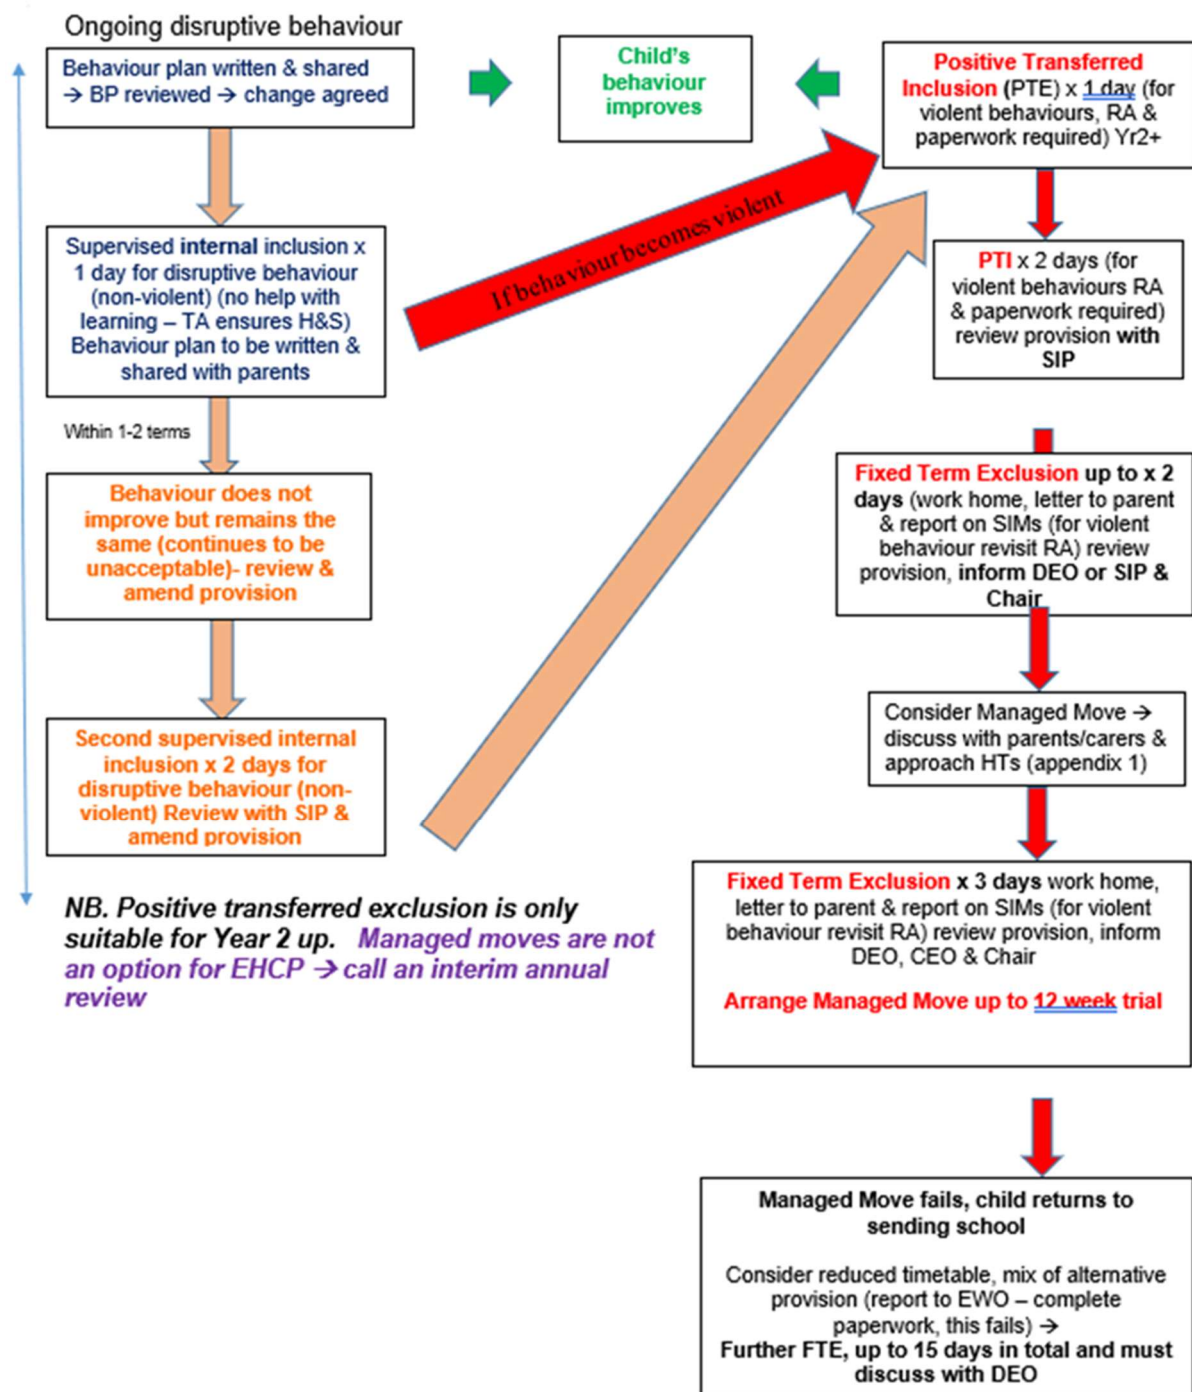 Ongoing disruptive behaviour
Behaviour plan written & shared
→ BP reviewed → change agreed
Child's
behaviour
improves
Positive Transferred
Inclusion (PTE) x 1 day (for
violent behaviours, RA &
paperwork required) Yr2+
If behaviour becomes violent
Supervised internal inclusion x
1 day for disruptive behaviour
(non-violent) (no help with
learning – TA ensures H&S)
Behaviour plan to be written &
shared with parents
PTI x 2 days (for
violent behaviours RA
& paperwork required)
review provision with
SIP
Within 1-2 terms
Behaviour does not
improve but remains the
same (continues to be
unacceptable)- review &
amend provision
Fixed Term Exclusion up to x 2
days (work home, letter to parent
& report on SIMs (for violent
behaviour revisit RA) review
provision, inform DEO or SIP &
Chair
Second supervised internal
inclusion x 2 days for
disruptive behaviour (non-
violent) Review with SIP &
amend provision
Consider Managed Move →
discuss with parents/carers &
approach HTs (appendix 1)
NB. Positive transferred exclusion is only
suitable for Year 2 up. Managed moves are not
an option for EHCP → call an interim annual
review
Fixed Term Exclusion x 3 days work home,
letter to parent & report on SIMs (for violent
behaviour revisit RA) review provision, inform
DEO, CEO & Chair
Arrange Managed Move up to 12 week trial
Managed Move fails, child returns to
sending school
Consider reduced timetable, mix of alternative
provision (report to EWO – complete
paperwork, this fails) →
Further FTE, up to 15 days in total and must
discuss with DEO